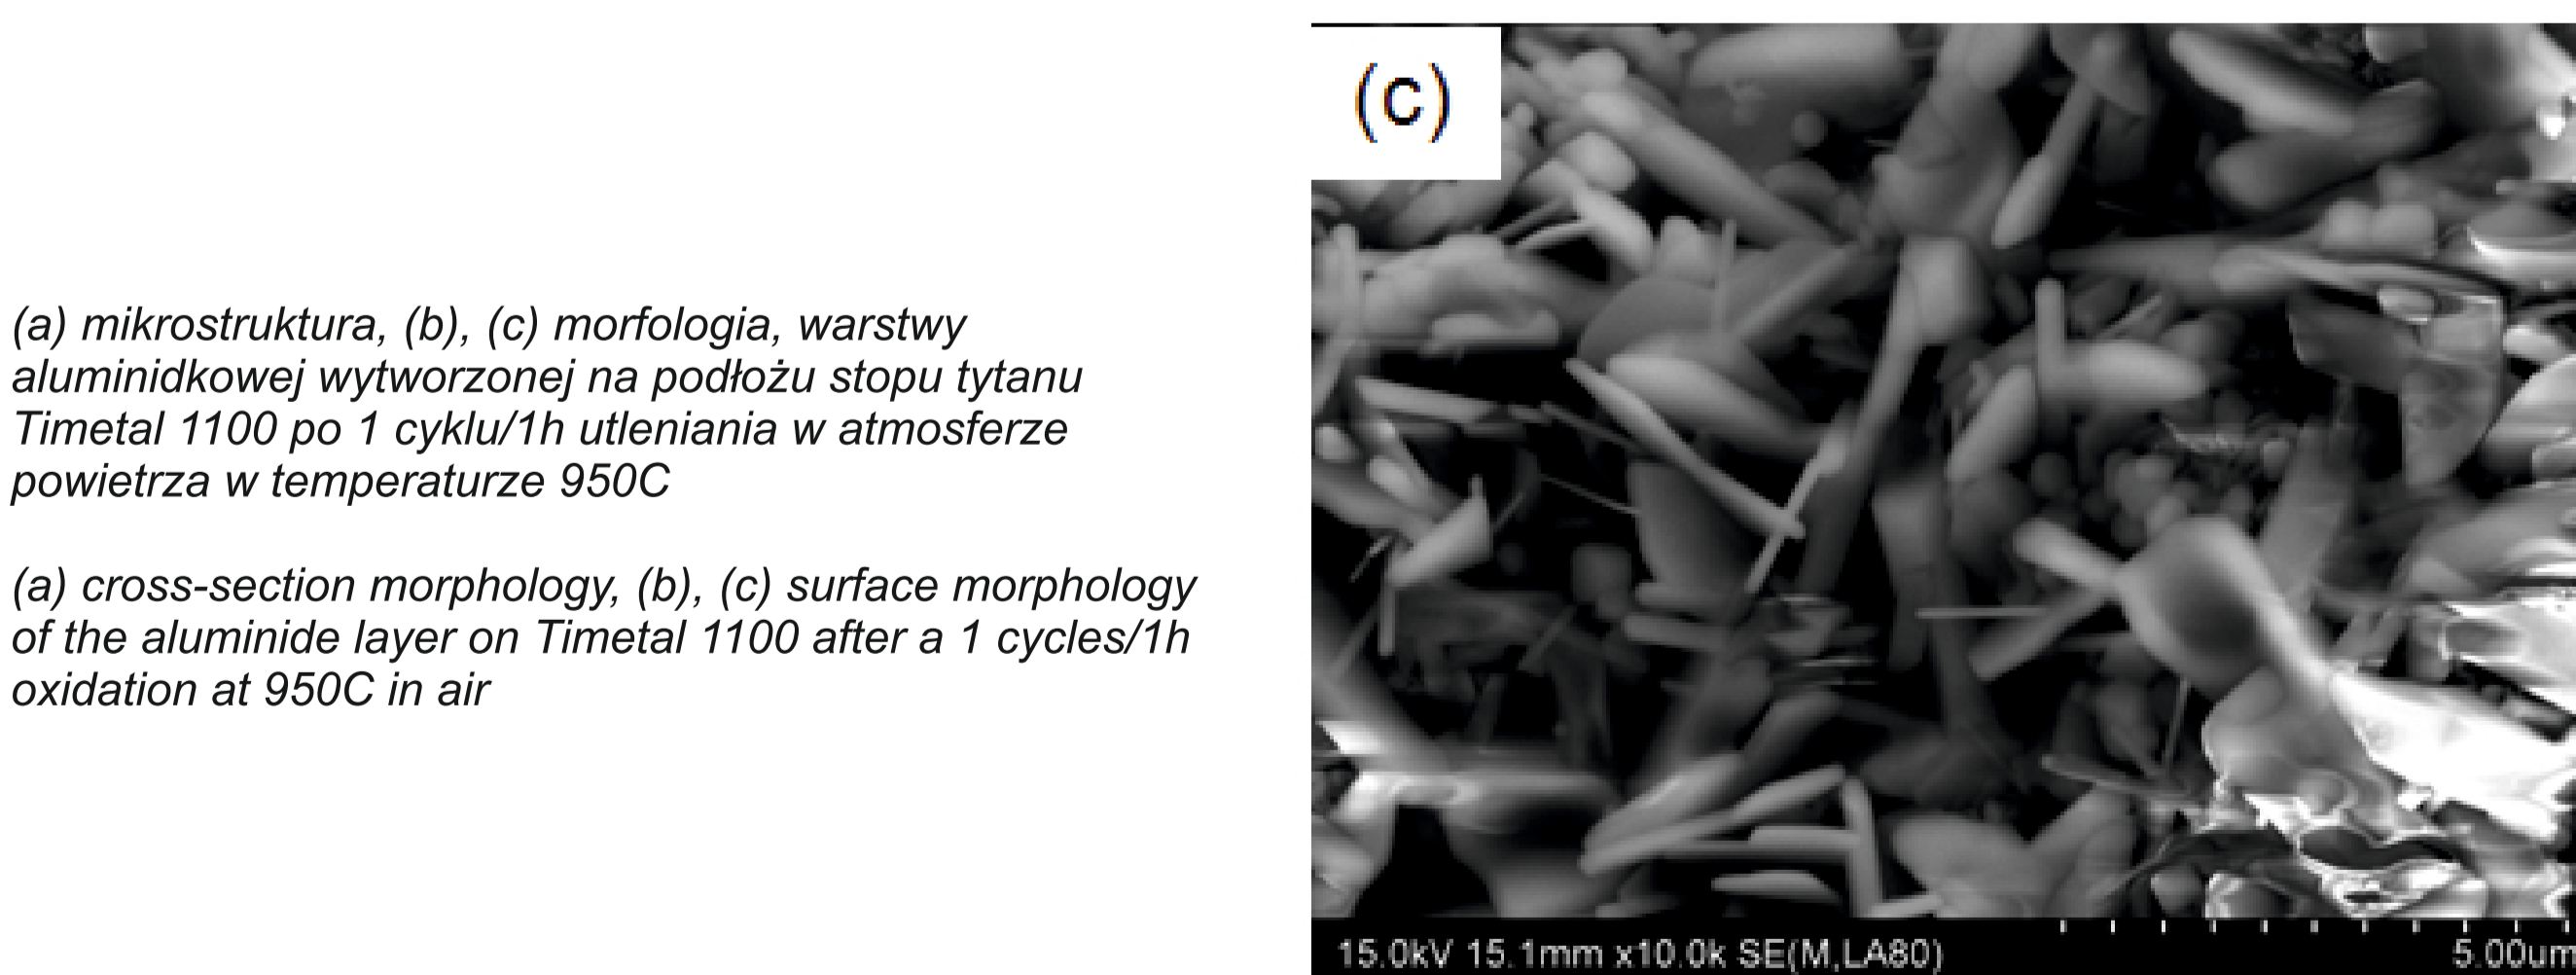 (a) mikrostruktura, (b), (c) morfologia, warstwy
aluminidkowej wytworzonej na podłożu stopu tytanu
Timetal 1100 po 1 cyklu/1h utleniania w atmosferze
powietrza w temperaturze 950C
(a) cross-section morphology, (b), (c) surface morphology
of the aluminide layer on Timetal 1100 after a 1 cycles/1h
oxidation at 950C in air
(c)
15.0kV 15.1mm x10.0k SE(M,LA80)
5.00um